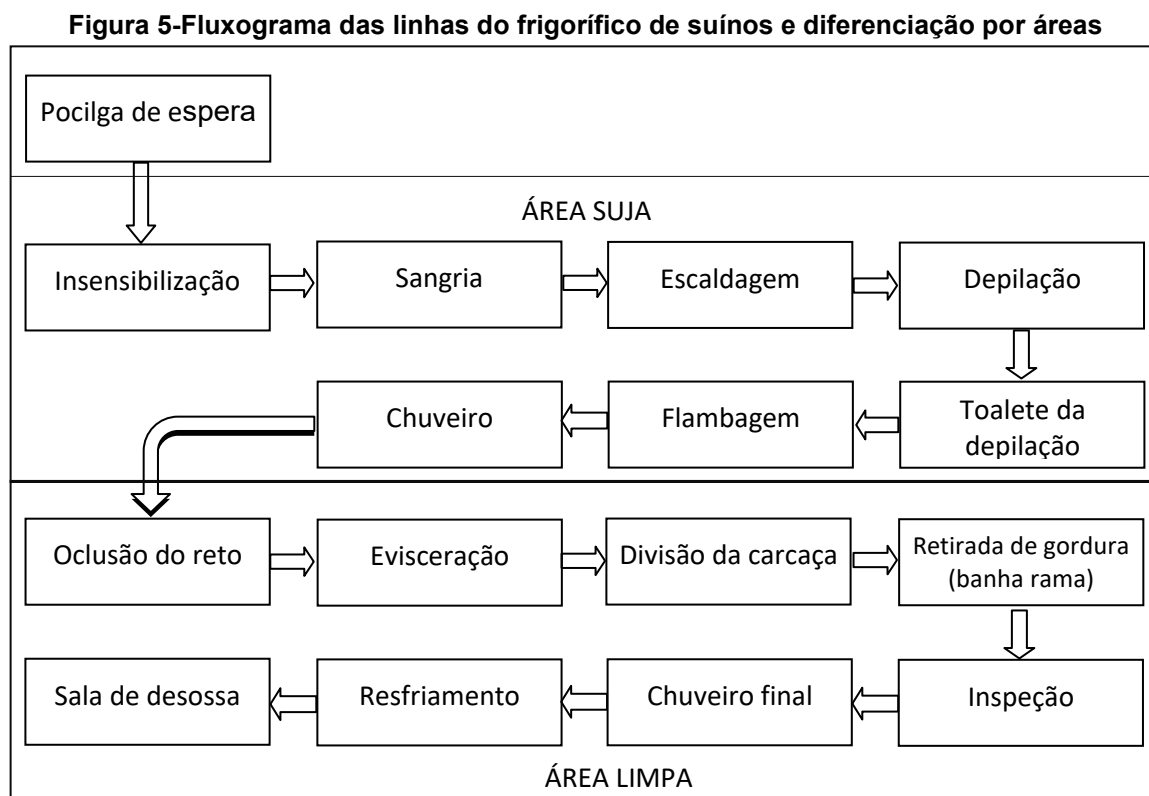 Figura 5-Fluxograma das linhas do frigorífico de suínos e diferenciação por áreas
Pocilga de espera
ÁREA SUJA
Insensibilização
Sangria
Escaldagem
Depilação
Toalete da
depilação
Flambagem
Chuveiro
Oclusão do reto
Evisceração
Divisão da carcaça
Retirada de gordura
(banha rama)
Inspeção
Chuveiro final
Resfriamento
Sala de desossa
ÁREA LIMPA